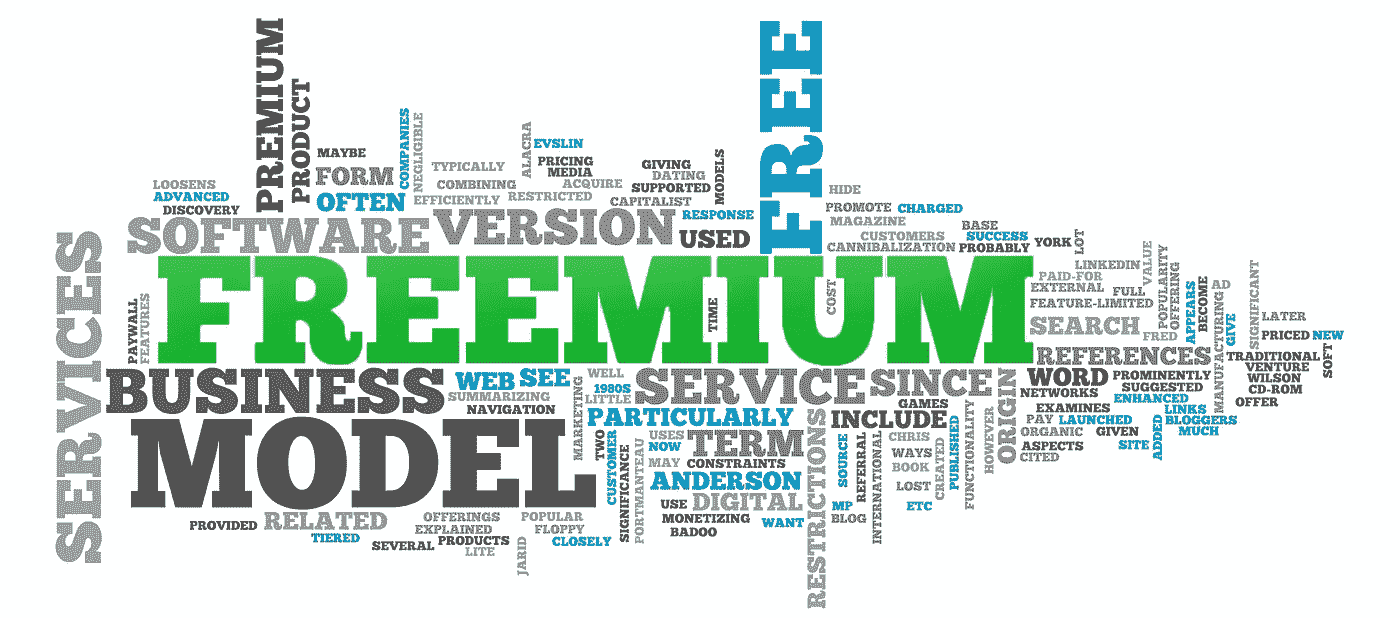 PREMIUM
PRODUCT
MAYBE
FORM
OFTEN
COMPANIES
NEGLIGIBLE
TYPICALLY
COMBINING
EFFICIENTLY
ALACRA
EVSLIN
PRICING
MEDIA
ACQUIRE
RESTRICTED
GIVING
DATING
SUPPORTED
CAPITALIST
MODELS
RESPONSE
FREE
HIDE
PROMOTE
CHARGED
MAGAZINE
BASE
CUSTOMERS
SUCCESS
CANNIBALIZATION
PROBABLY
YORK
LOT
LOOSENS
ADVANCED
DISCOVERY
SOFTWARE
VERSION
USED
SERVICES
PAYWALL
FEATURES
FREEMIUM
TIME
COST
LINKEDIN
PAID-FOR
EXTERNAL
FULL
FEATURE-LIMITED
SEARCH
FRED
VALUE
POPULARITY
OFFERING
APPEARS
BECOME
AD
MANUFACTURING
GIVE
SIGNIFICANT
LATER
PRICED
NEW
REFERENCES
TRADITIONAL
SOFT
VENTURE
WILSON
CD-ROM
OFFER
BUSINESS
WEB
SEE
SUMMARIZING
NAVIGATION
MARKETING
WELL
1980S
LITTLE
SERVICE
SINCE
ORIGIN
WORD
PROMINENTLY
SUGGESTED
NETWORKS
ENHANCED
EXAMINES
LINKS
PAY
LAUNCHED
BLOGGERS
ORGANIC
GIVEN
MUCH
ASPECTS
SITE
ADDED
CITED
MODEL
PARTICULARLY
GAMES
INCLUDE
TWO
CUSTOMER
SIGNIFICANCE
PORTMANTEAU
USES
NOW
TERM
MAY
CONSTRAINTS
ANDERSON
USE
DIGITAL
MONETIZING
WANT
BADOO
RESTRICTIONS
SOURCE
REFERRAL
INTERNATIONAL
CHRIS
WAYS
BOOK
LOST
ETC
CREATED
PUBLISHED
FUNCTIONALITY
HOWEVER
MP
BLOG
PROVIDED
RELATED
TIERED
SEVERAL
OFFERINGS
EXPLAINED
PRODUCTS
LITE
JARID
POPULAR
FLOPPY
CLOSELY